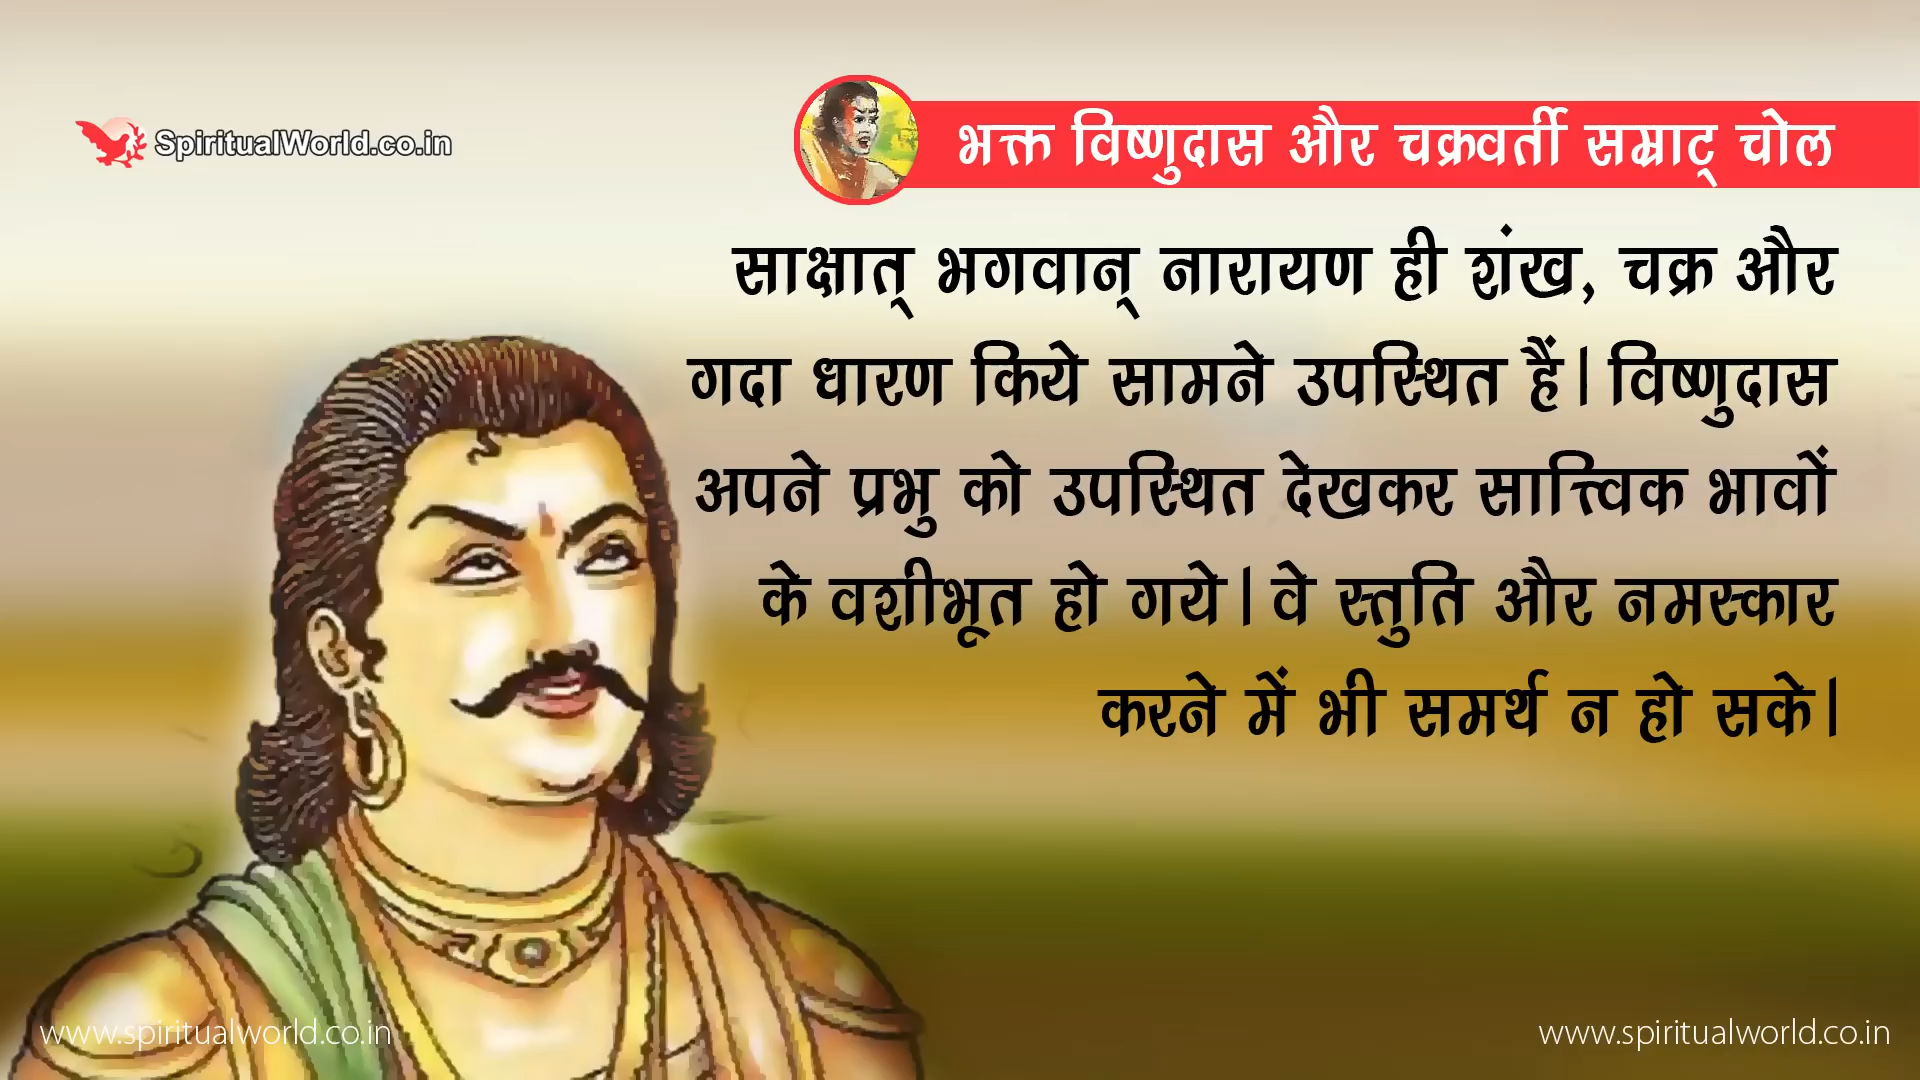 SpiritualWorld.co.in
भक्त विष्णुदास और चक्रवर्ती सम्राट् चोल
साक्षात् भगवान् नारायण ही शंख, चक्र और
गदा धारण किये सामने उपस्थित हैं। विष्णुदास
अपने प्रभु को उपस्थित देखकर सात्त्विक भावों
के वशीभूत हो गये। वे स्तुति और नमस्कार
करने में भी समर्थ न हो सके।
www.spiritualworld.co.in
www.spiritualworld.co.in